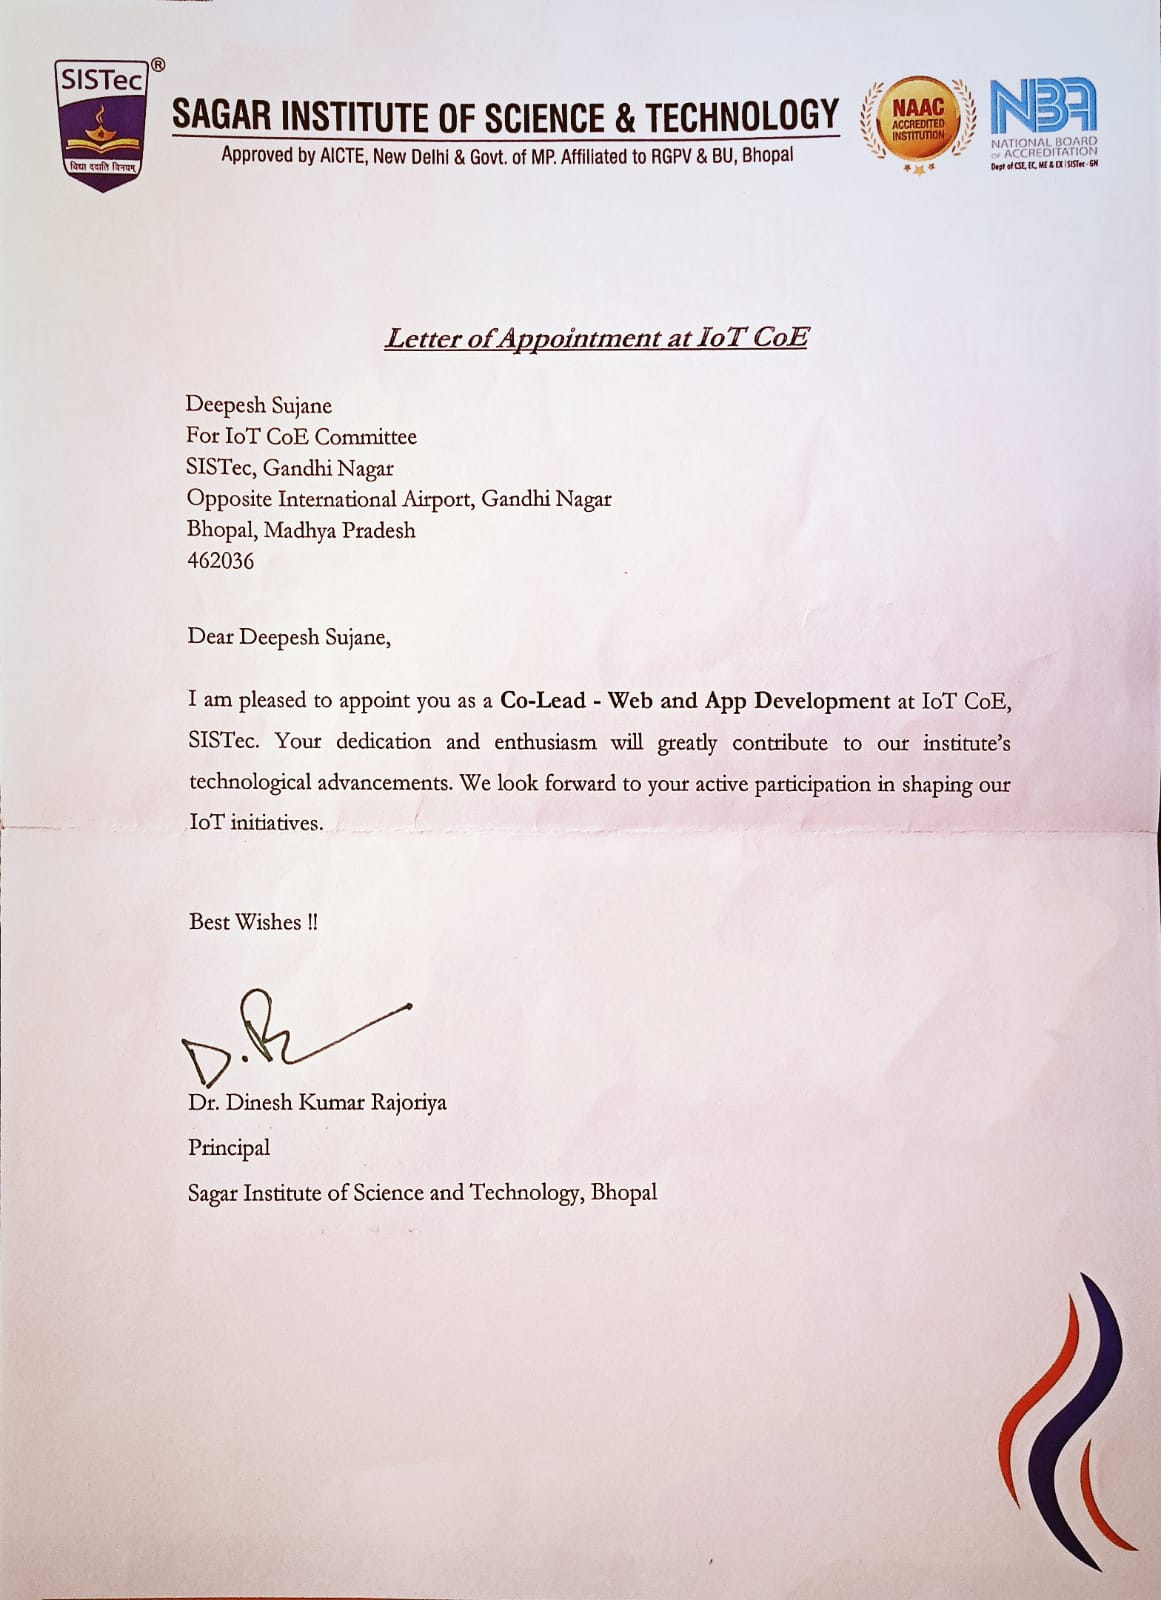 SISTec ®
विद्या ददाति विनयम्
SAGAR INSTITUTE OF SCIENCE & TECHNOLOGY
Approved by AICTE, New Delhi & Govt. of MP. Affiliated to RGPV & BU, Bhopal
NAAC
ACCREDITED
INSTITUTION
NBA
NATIONAL BOARD
OF ACCREDITATION
Dept of CSE, EC, ME & EX | SISTec - GN
Letter of Appointment at IoT CoE
Deepesh Sujane
For IoT CoE Committee
SISTec, Gandhi Nagar
Opposite International Airport, Gandhi Nagar
Bhopal, Madhya Pradesh
462036
Dear Deepesh Sujane,
I am pleased to appoint you as a Co-Lead - Web and App Development at IoT CoE,
SISTec. Your dedication and enthusiasm will greatly contribute to our institute's
technological advancements. We look forward to your active participation in shaping our
IoT initiatives.
Best Wishes !!
D.R
Dr. Dinesh Kumar Rajoriya
Principal
Sagar Institute of Science and Technology, Bhopal